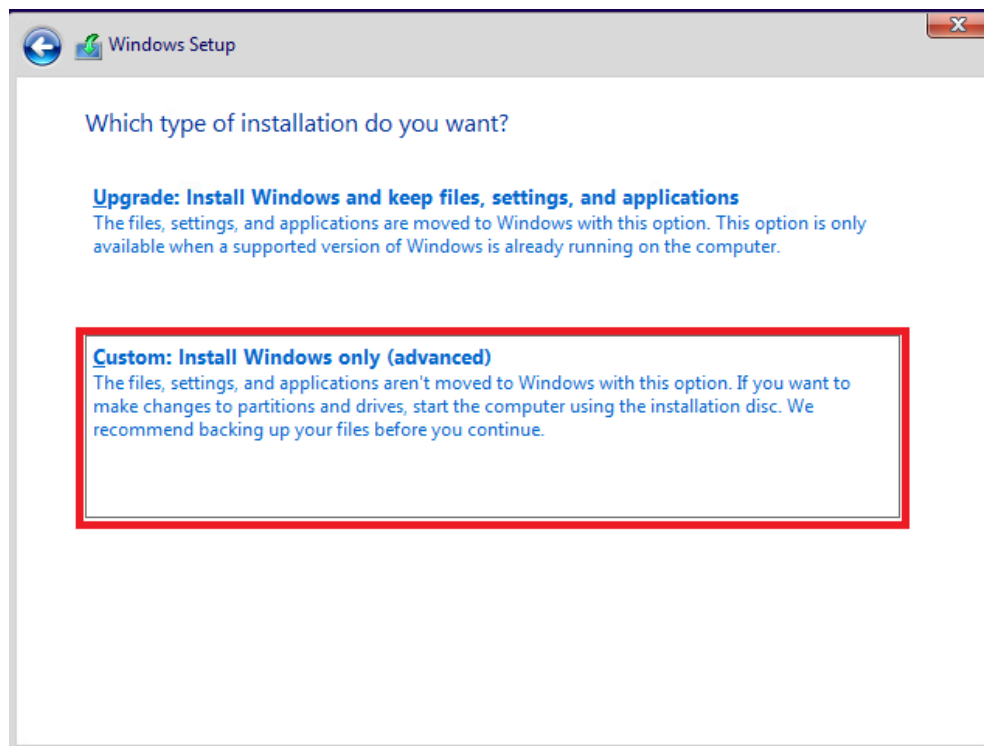 Windows Setup
Which type of installation do you want?
Upgrade: Install Windows and keep files, settings, and applications
The files, settings, and applications are moved to Windows with this option. This option is only
available when a supported version of Windows is already running on the computer.
Custom: Install Windows only (advanced)
The files, settings, and applications aren't moved to Windows with this option. If you want to
make changes to partitions and drives, start the computer using the installation disc. We
recommend backing up your files before you continue.